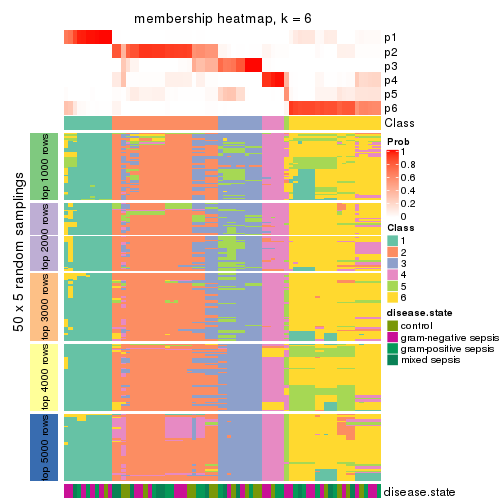 membership heatmap, k = 6
p1
p2
p3
p4
p5
p6
Class
50 x 5 random samplings
top 1000 rows
top 2000 rows
top 3000 rows
top 4000 rows
top 5000 rows
Prob
1
0.8
0.6
0.4
0.2
0
Class
1
2
3
4
5
6
disease.state
control
gram-negative sepsis
gram-positive sepsis
mixed sepsis
disease.state